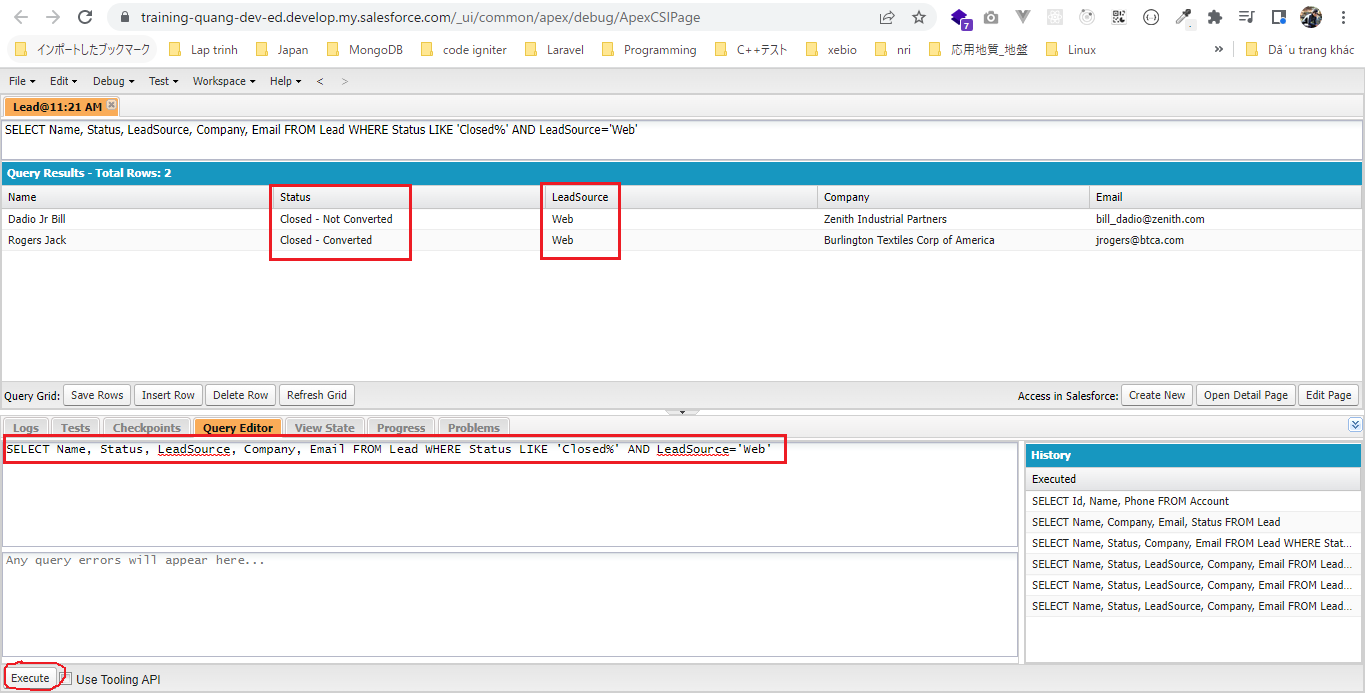 training-quang-dev-ed.develop.my.salesforce.com/_ui/common/apex/debug/ApexCSIPage
7
インポートしたブックマーク Lap trinh Japan MongoDB code igniter Laravel Programming C++テスト xebio nri 応用地質_地盤 Linux » Dấu trang khác
File Edit Debug Test Workspace Help < >
Lead@11:21 AM
SELECT Name, Status, LeadSource, Company, Email FROM Lead WHERE Status LIKE 'Closed%' AND LeadSource='Web'
Query Results - Total Rows: 2
Name Status LeadSource Company Email
Dadio Jr Bill Closed - Not Converted Web Zenith Industrial Partners bill_dadio@zenith.com
Rogers Jack Closed - Converted Web Burlington Textiles Corp of America jrogers@btca.com
Query Grid: Save Rows Insert Row Delete Row Refresh Grid Access in Salesforce: Create New Open Detail Page Edit Page
Logs Tests Checkpoints Query Editor View State Progress Problems
SELECT Name, Status, LeadSource, Company, Email FROM Lead WHERE Status LIKE 'Closed%' AND LeadSource='Web'
Any query errors will appear here...
History
Executed
SELECT Id, Name, Phone FROM Account
SELECT Name, Company, Email, Status FROM Lead
SELECT Name, Status, Company, Email FROM Lead WHERE Stat...
SELECT Name, Status, LeadSource, Company, Email FROM Lead...
SELECT Name, Status, LeadSource, Company, Email FROM Lead...
SELECT Name, Status, LeadSource, Company, Email FROM Lead...
Execute Use Tooling API